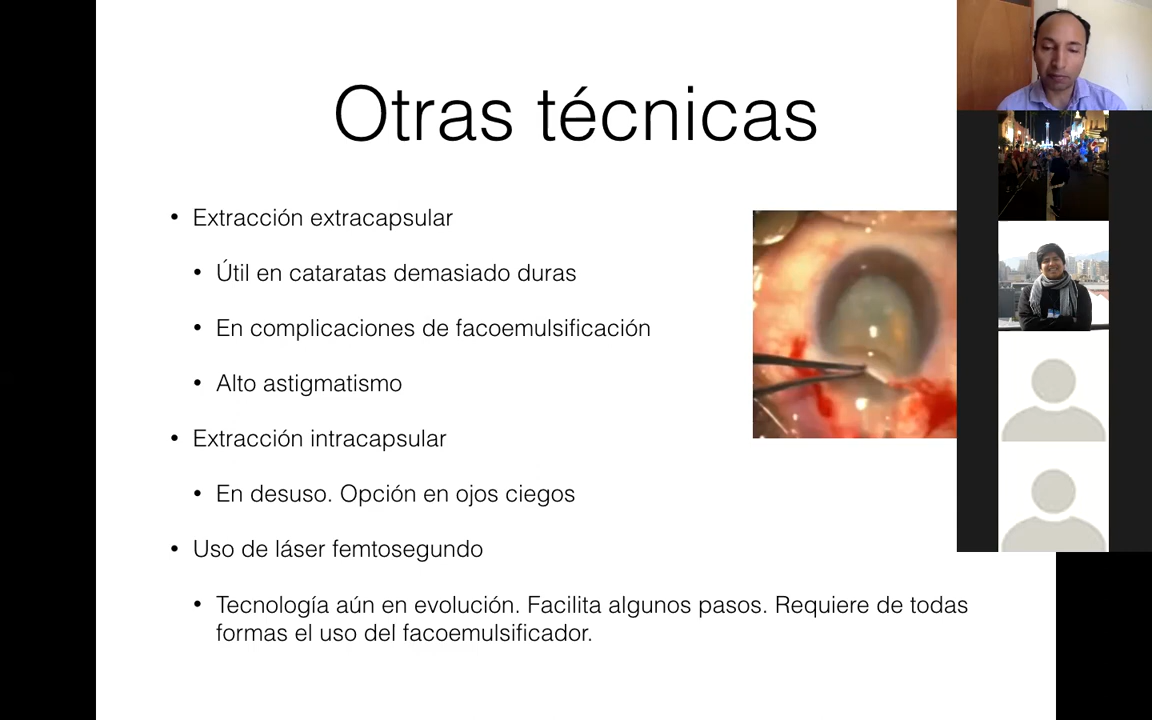 Otras técnicas
• Extracción extracapsular
• Útil en cataratas demasiado duras
• En complicaciones de facoemulsificación
• Alto astigmatismo
• Extracción intracapsular
• En desuso. Opción en ojos ciegos
• Uso de láser femtosegundo
• Tecnología aún en evolución. Facilita algunos pasos. Requiere de todas
formas el uso del facoemulsificador.